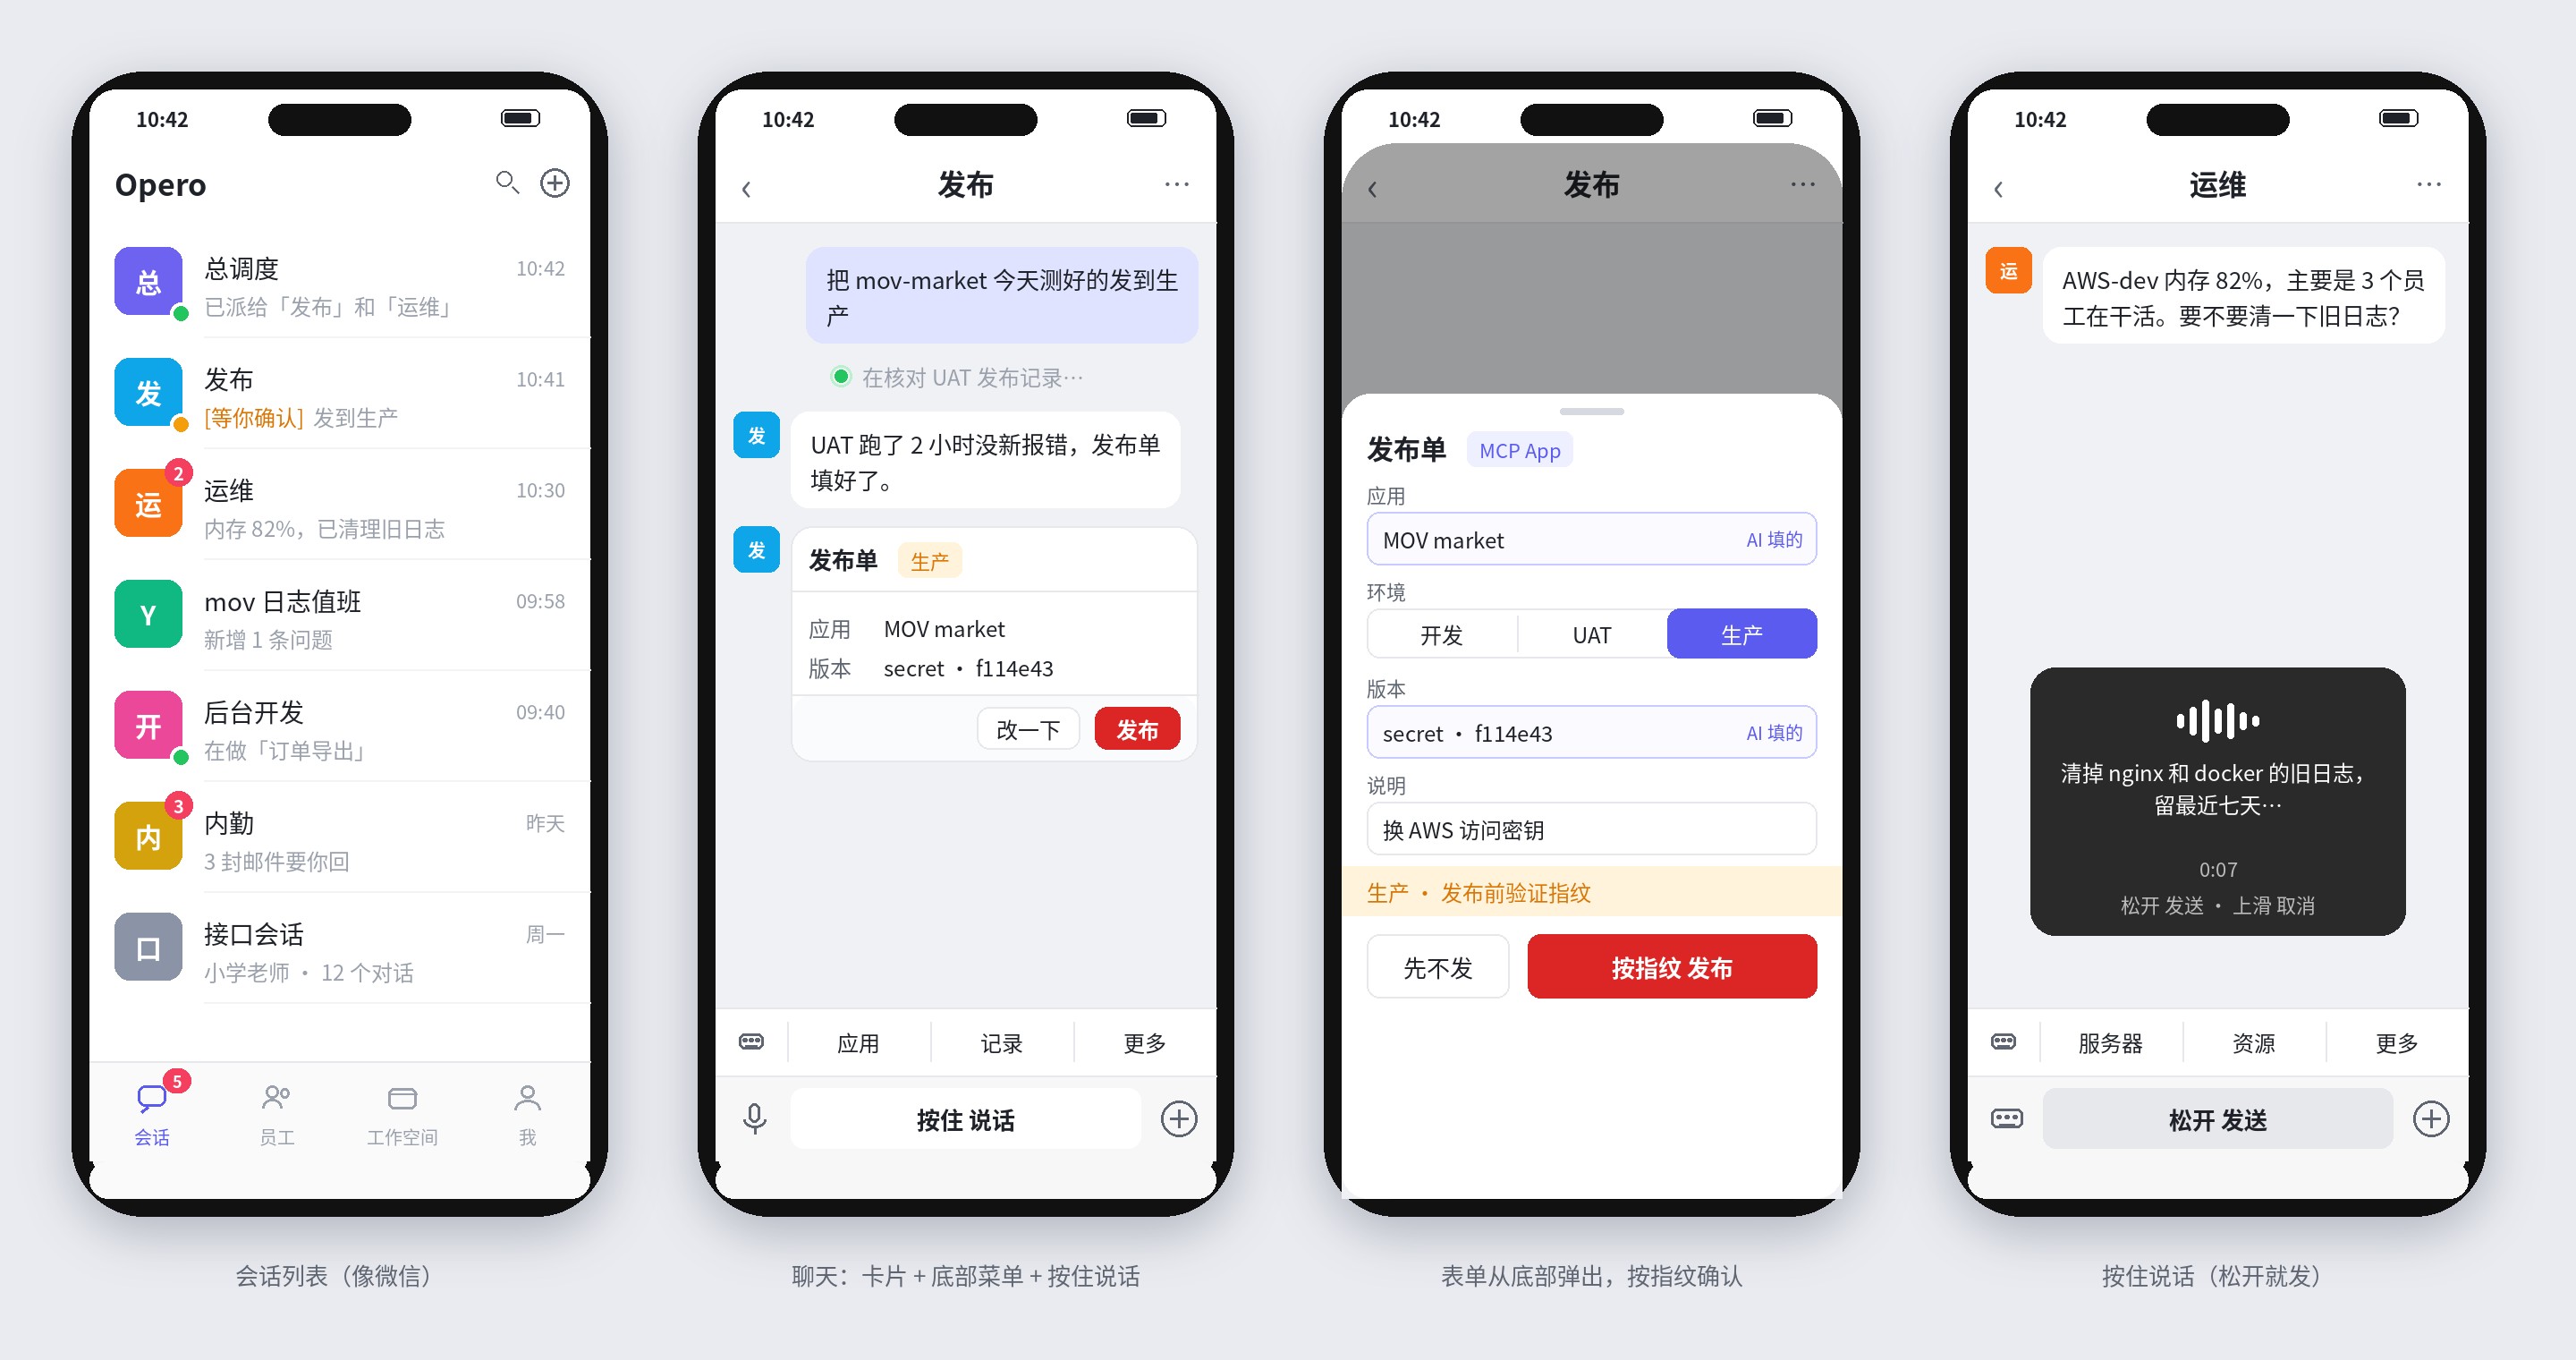 10:42
Opero
总
总调度
10:42
已派给「发布」和「运维」
发
发布
10:41
[等你确认] 发到生产
2
运
运维
10:30
内存 82%，已清理旧日志
Y
mov 日志值班
09:58
新增 1 条问题
开
后台开发
09:40
在做「订单导出」
3
内
内勤
昨天
3 封邮件要你回
口
接口会话
周一
小学老师 · 12 个对话
5
会话
员工
工作空间
我
会话列表（像微信）
10:42
‹
发布
···
把 mov-market 今天测好的发到生
产
在核对 UAT 发布记录···
发
UAT 跑了 2 小时没新报错，发布单
填好了。
发
发布单
生产
应用 MOV market
版本 secret · f114e43
改一下
发布
应用
记录
更多
按住 说话
聊天：卡片 + 底部菜单 + 按住说话
10:42
‹
发布
···
发布单
MCP App
应用
MOV market
AI 填的
环境
开发
UAT
生产
版本
secret · f114e43
AI 填的
说明
换 AWS 访问密钥
生产 · 发布前验证指纹
先不发
按指纹 发布
表单从底部弹出，按指纹确认
10:42
‹
运维
···
运
AWS-dev 内存 82%，主要是 3 个员
工在干活。要不要清一下旧日志？
清掉 nginx 和 docker 的旧日志，
留最近七天···
0:07
松开 发送 · 上滑 取消
服务器
资源
更多
松开 发送
按住说话（松开就发）